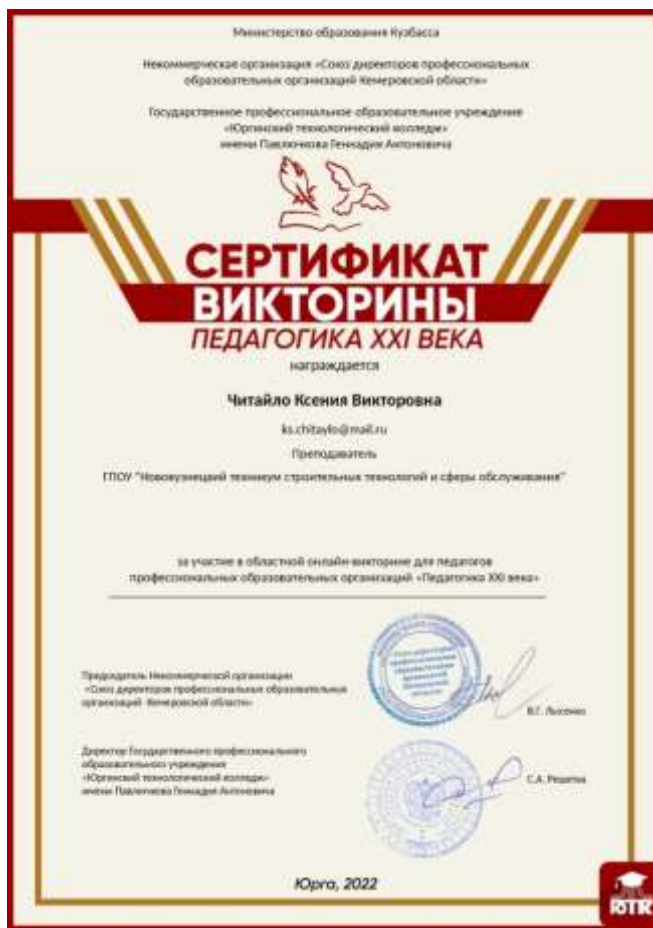 Министерство образования Кузбасса
Некоммерческая организация «Союз директоров профессиональных
образовательных организаций Кемеровской области»
Государственное профессиональное образовательное учреждение
«Юргинский технологический колледж»
имени Павлючкова Геннадия Антоновича
СЕРТИФИКАТ
ВИКТОРИНЫ
ПЕДАГОГИКА XXI ВЕКА
награждается
Читайло Ксения Викторовна
ks.chitaylo@mail.ru
Преподаватель
ГПОУ "Новокузнецкий техникум строительных технологий и сферы обслуживания"
за участие в областной онлайн-викторине для педагогов
профессиональных образовательных организаций «Педагогика XXI века»
Председатель Некоммерческой организации
«Союз директоров профессиональных образовательных
организаций Кемеровской области»
В.Г. Лысенко
Директор Государственного профессионального
образовательного учреждения
«Юргинский технологический колледж»
имени Павлючкова Геннадия Антоновича
С.А.
Юрга, 2022
ЮТК